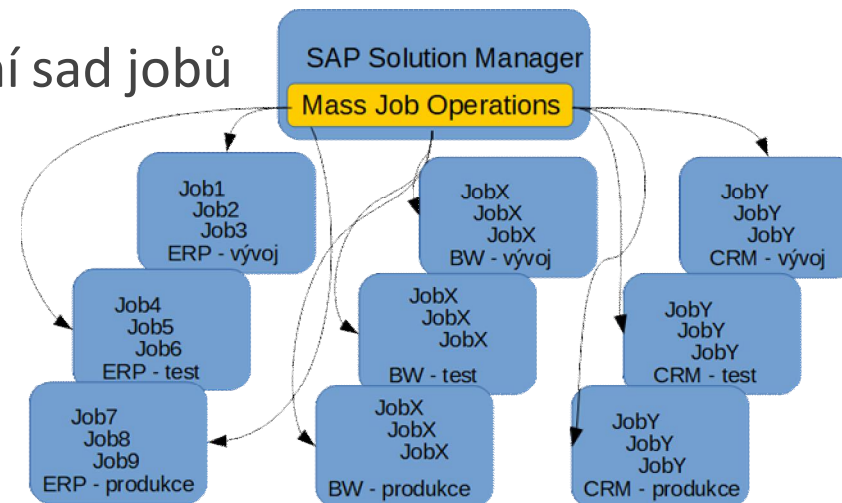 ní sad jobů
SAP Solution Manager
Mass Job Operations
Job1
Job2
Job3
ERP - vývoj
JobX
JobX
JobX
BW - vývoj
JobY
JobY
JobY
CRM - vývoj
Job4
Job5
Job6
ERP - test
JobX
JobX
JobX
BW - test
JobY
JobY
JobY
CRM - test
Job7
Job8
Job9
ERP - produkce
JobX
JobX
JobX
BW - produkce
JobY
JobY
JobY
CRM - produkce